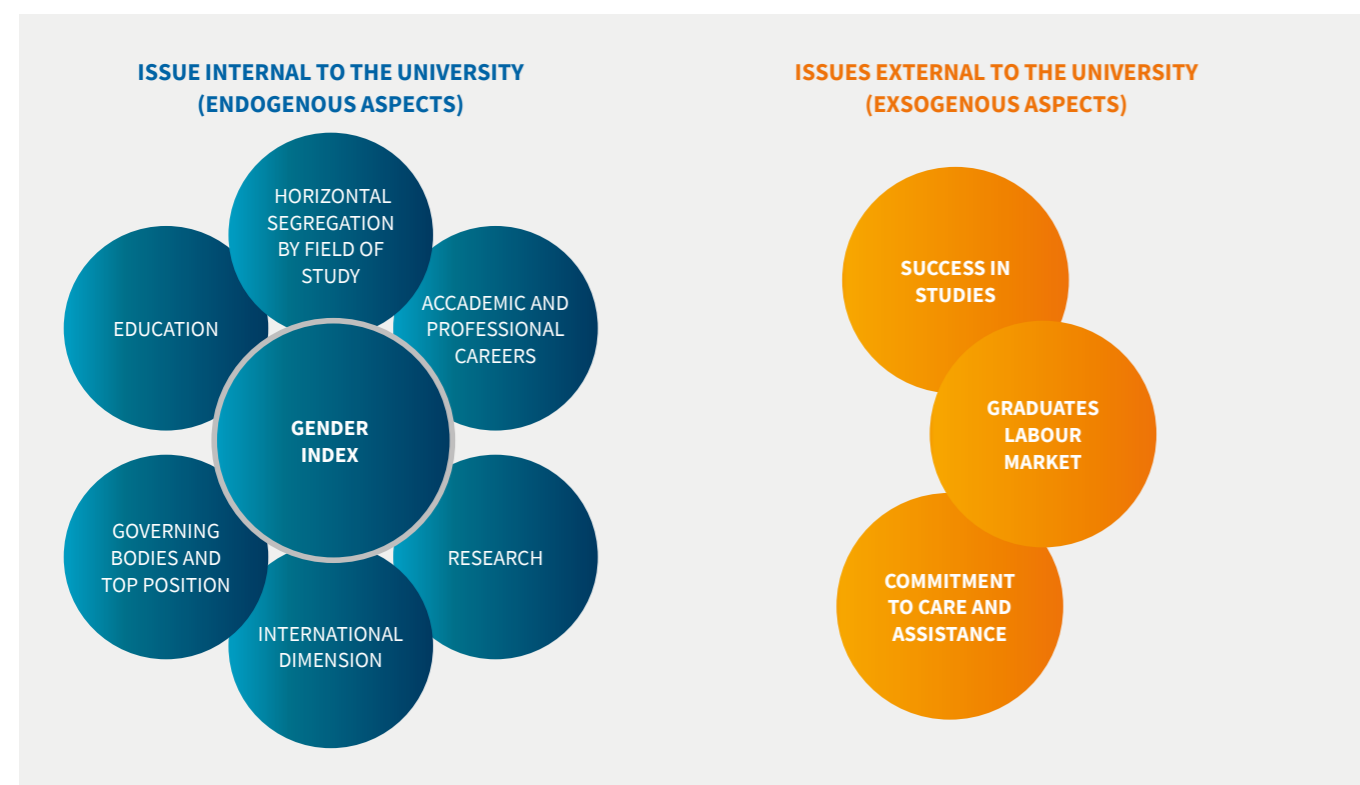 ISSUE INTERNAL TO THE UNIVERSITY
(ENDOGENOUS ASPECTS)
HORIZONTAL
SEGREGATION
BY FIELD OF
STUDY
EDUCATION
ACCADEMIC AND
PROFESSIONAL
CAREERS
GENDER
INDEX
GOVERNING
BODIES AND
TOP POSITION
RESEARCH
INTERNATIONAL
DIMENSION
ISSUES EXTERNAL TO THE UNIVERSITY
(EXSOGENOUS ASPECTS)
SUCCESS IN
STUDIES
GRADUATES
LABOUR
MARKET
COMMITMENT
TO CARE AND
ASSISTANCE